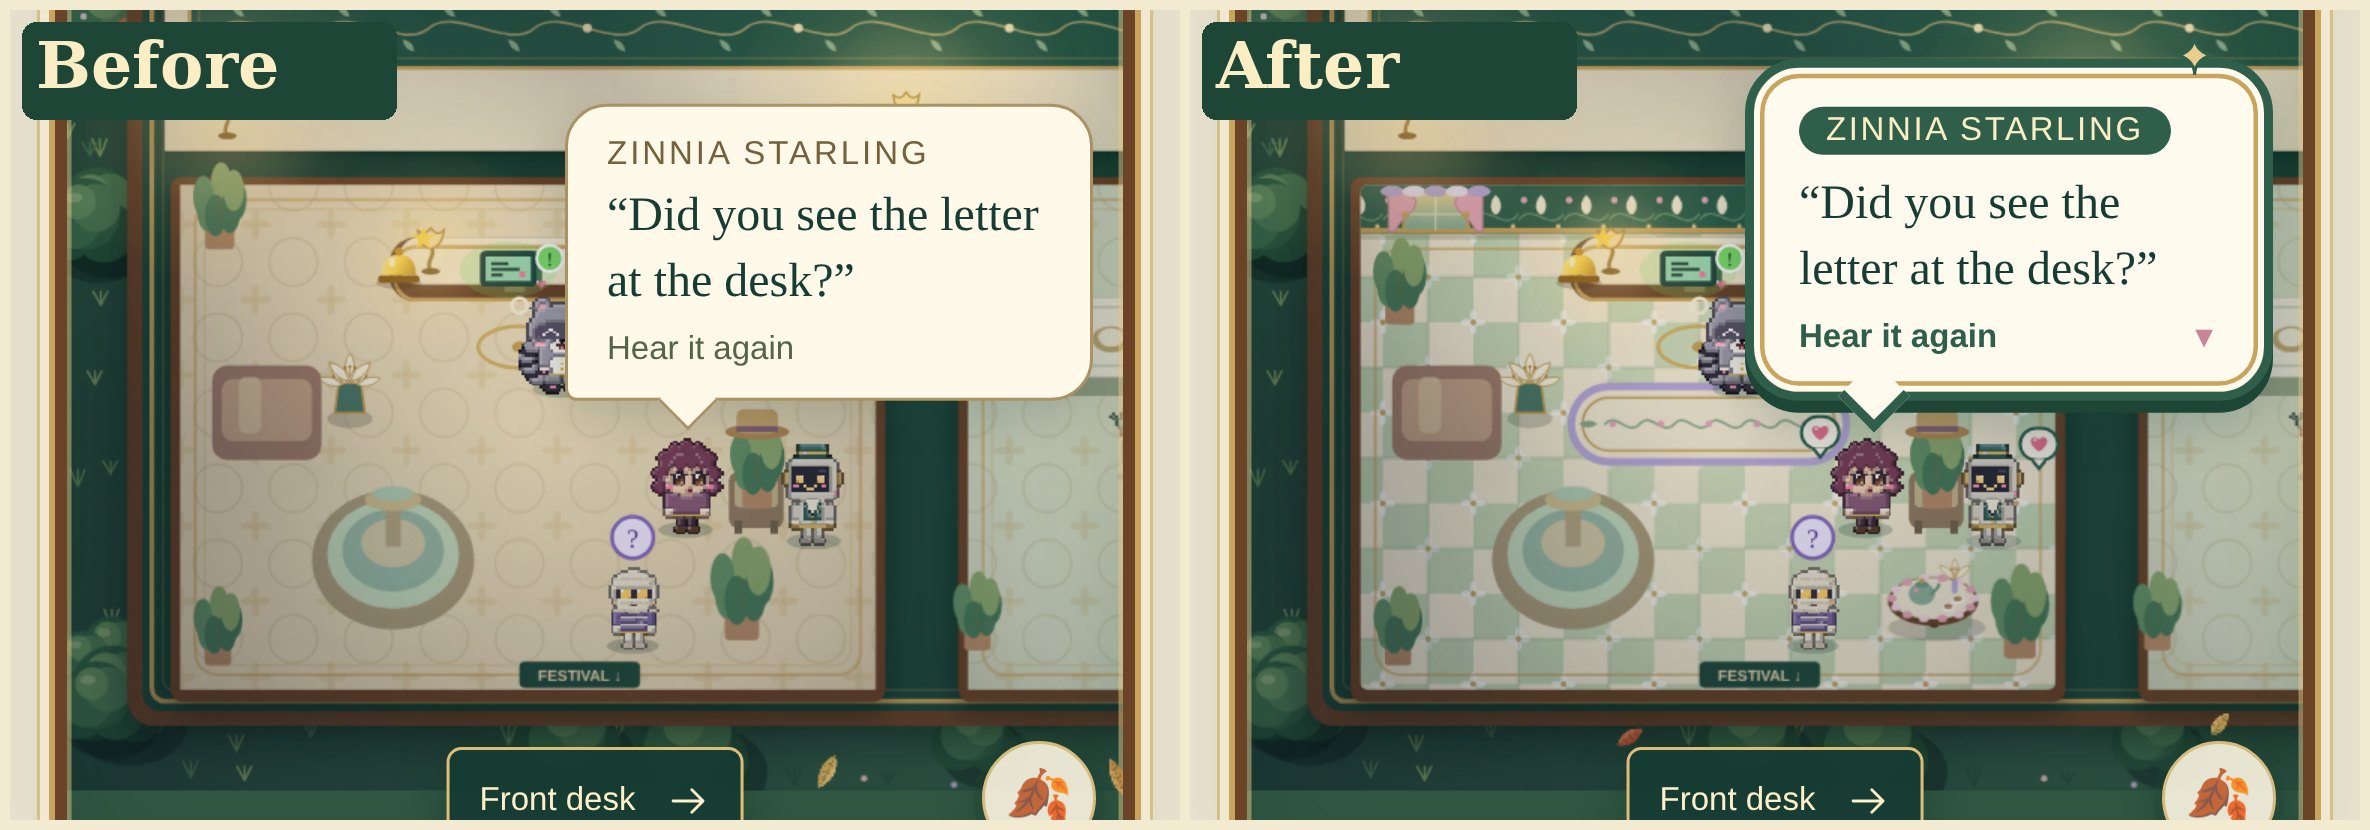 Before
ZINNIA STARLING
“Did you see the letter
at the desk?”
Hear it again
!
?
FESTIVAL ↓
Front desk →
After
ZINNIA STARLING
“Did you see the
letter at the desk?”
Hear it again ▼
!
?
FESTIVAL ↓
Front desk →